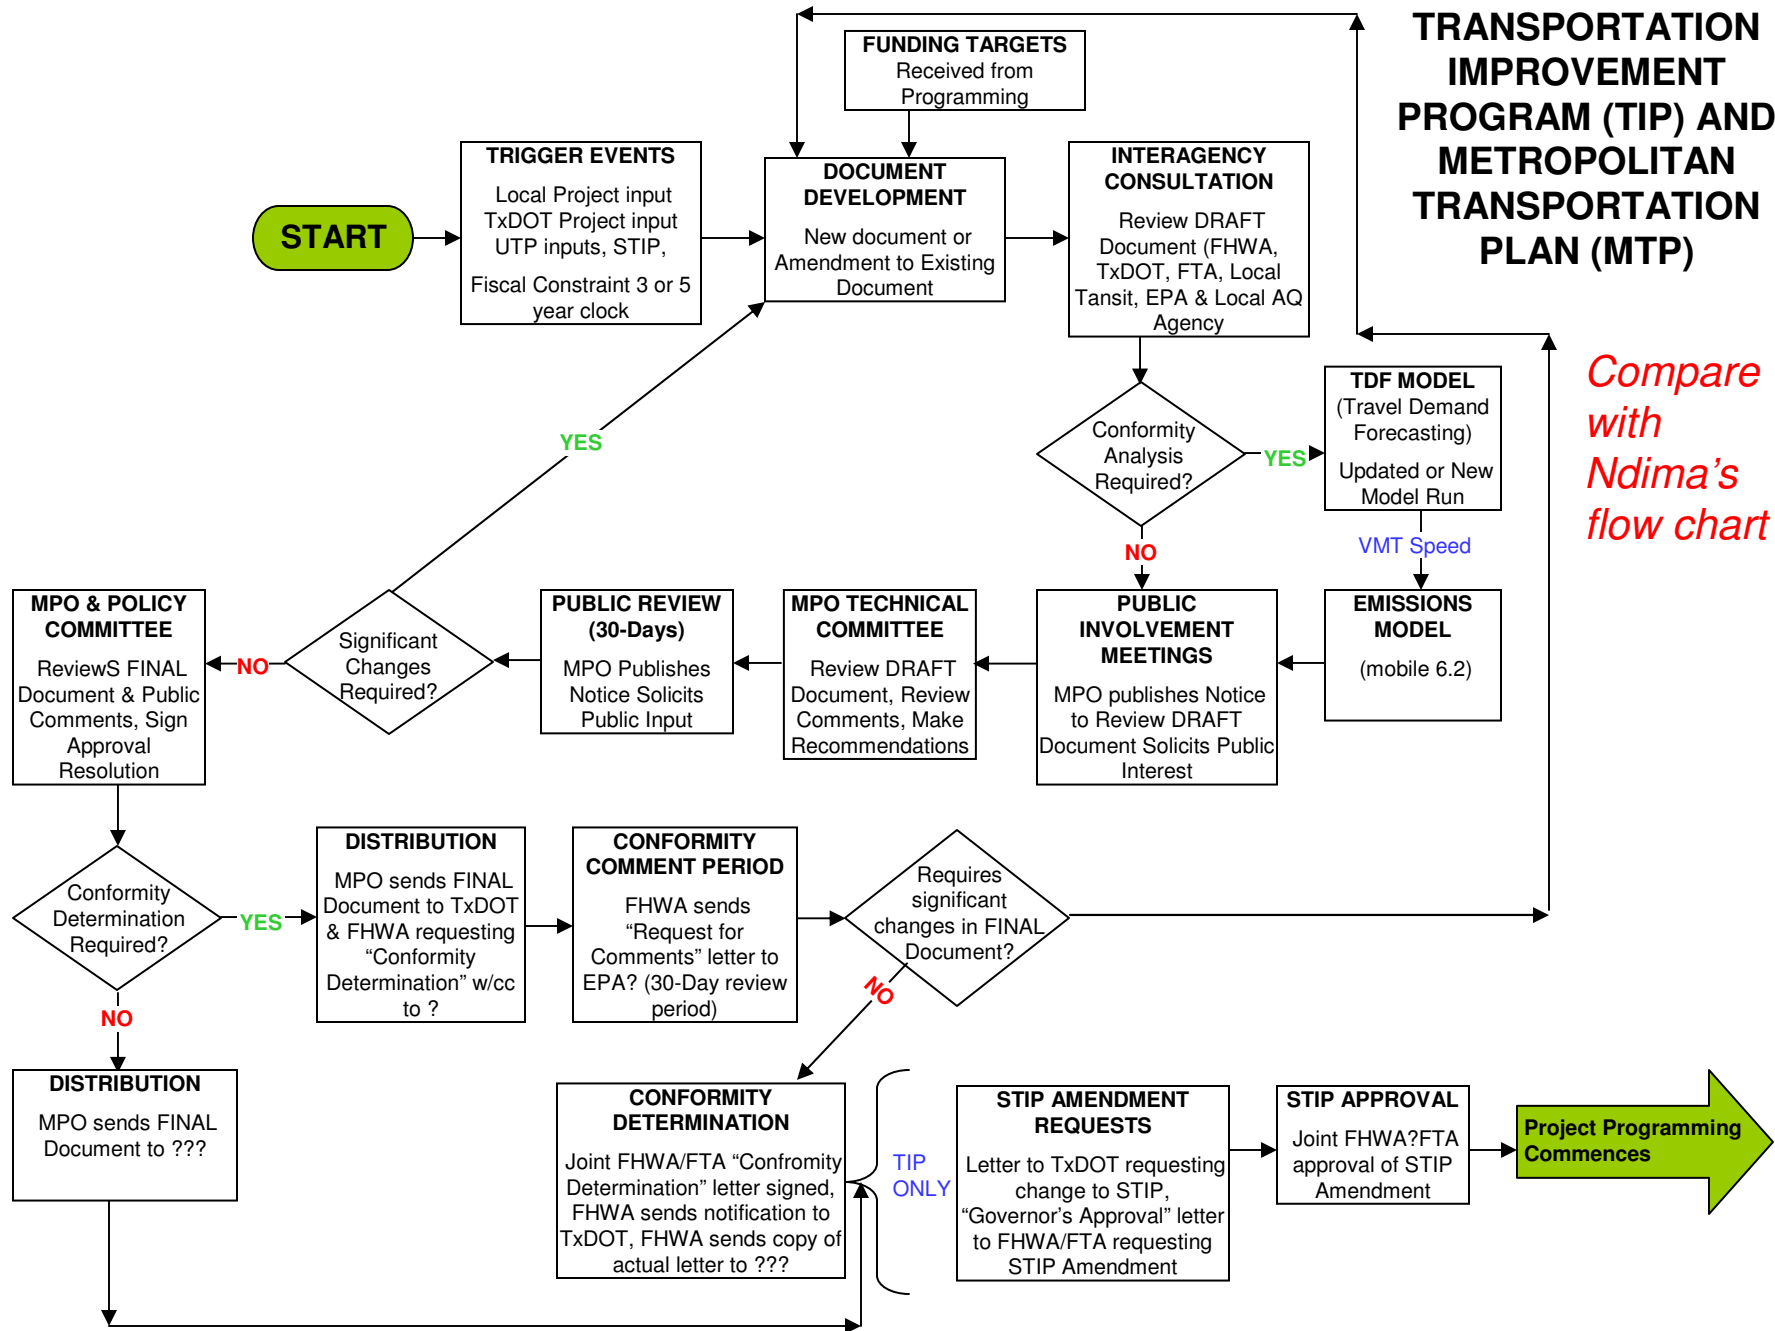 TRANSPORTATION
IMPROVEMENT
PROGRAM (TIP) AND
METROPOLITAN
TRANSPORTATION
PLAN (MTP)
Compare
with
Ndima’s
flow chart
FUNDING TARGETS
Received from
Programming
START
TRIGGER EVENTS
Local Project input
TxDOT Project input
UTP inputs, STIP,
Fiscal Constraint 3 or 5
year clock
DOCUMENT
DEVELOPMENT
New document or
Amendment to Existing
Document
INTERAGENCY
CONSULTATION
Review DRAFT
Document (FHWA,
TxDOT, FTA, Local
Tansit, EPA & Local AQ
Agency
Conformity
Analysis
Required?
YES
NO
TDF MODEL
(Travel Demand
Forecasting)
Updated or New
Model Run
VMT Speed
EMISSIONS
MODEL
(mobile 6.2)
PUBLIC
INVOLVEMENT
MEETINGS
MPO publishes Notice
to Review DRAFT
Document Solicits Public
Interest
MPO TECHNICAL
COMMITTEE
Review DRAFT
Document, Review
Comments, Make
Recommendations
PUBLIC REVIEW
(30-Days)
MPO Publishes
Notice Solicits
Public Input
Significant
Changes
Required?
YES
NO
MPO & POLICY
COMMITTEE
ReviewS FINAL
Document & Public
Comments, Sign
Approval
Resolution
Conformity
Determination
Required?
YES
NO
DISTRIBUTION
MPO sends FINAL
Document to TxDOT
& FHWA requesting
“Conformity
Determination” w/cc
to ?
CONFORMITY
COMMENT PERIOD
FHWA sends
“Request for
Comments” letter to
EPA? (30-Day review
period)
Requires
significant
changes in FINAL
Document?
NO
DISTRIBUTION
MPO sends FINAL
Document to ???
CONFORMITY
DETERMINATION
Joint FHWA/FTA “Confromity
Determination” letter signed,
FHWA sends notification to
TxDOT, FHWA sends copy of
actual letter to ???
TIP
ONLY
STIP AMENDMENT
REQUESTS
Letter to TxDOT requesting
change to STIP,
“Governor’s Approval” letter
to FHWA/FTA requesting
STIP Amendment
STIP APPROVAL
Joint FHWA?FTA
approval of STIP
Amendment
Project Programming
Commences